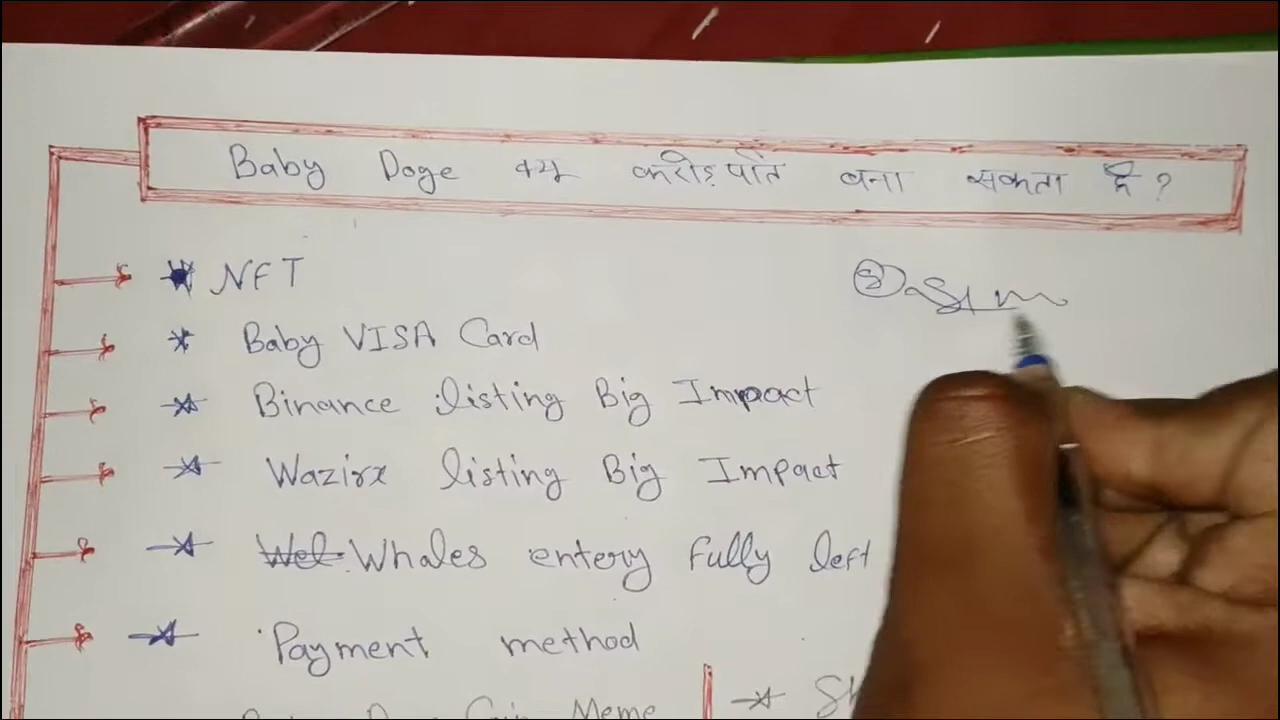 Baby Doge क्यू करोड़पति बना सकता है?
NFT
Baby VISA Card
Binance listing Big Impact
Wazirx listing Big Impact
Wel Whales entery Fully left
Payment method
Meme